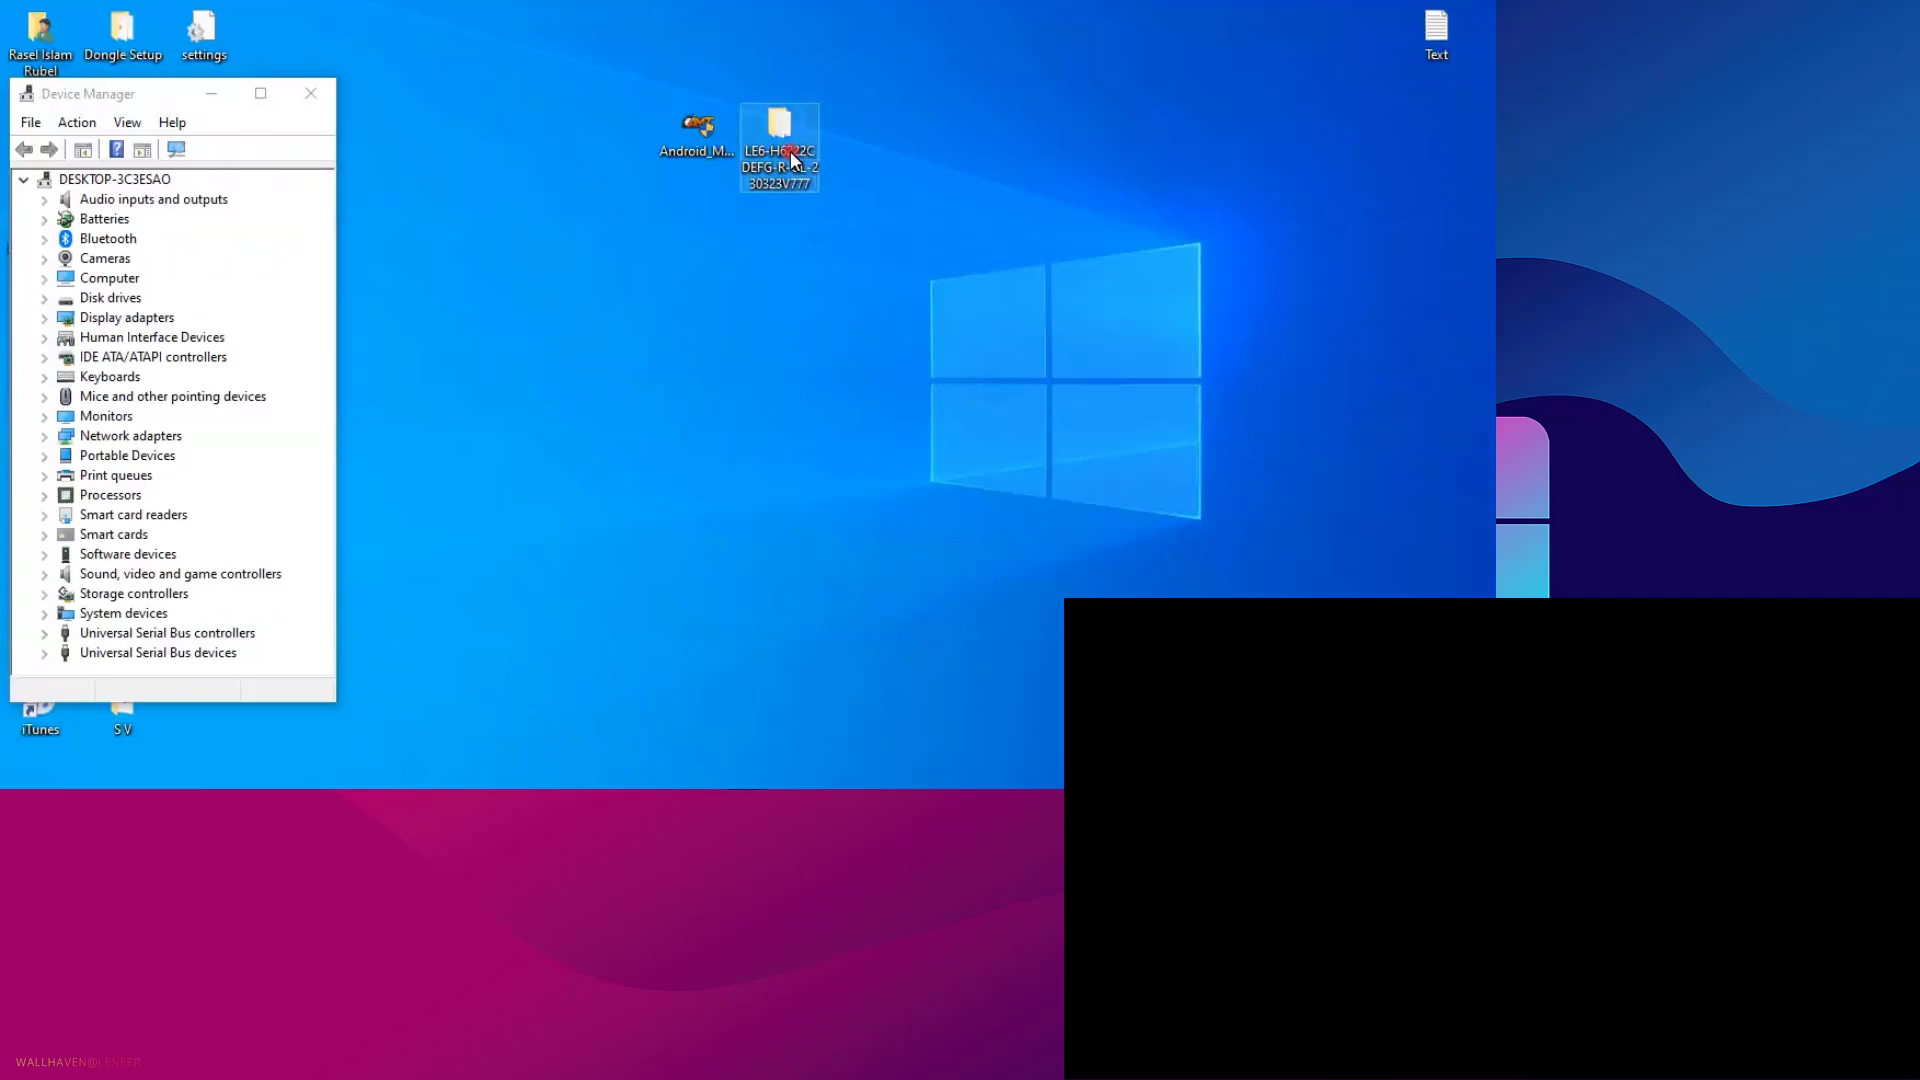 Rasel Islam
Rubel
Dongle Setup
settings
Text
Device Manager
File Action View Help
DESKTOP-3C3ESAO
Audio inputs and outputs
Batteries
Bluetooth
Cameras
Computer
Disk drives
Display adapters
Human Interface Devices
IDE ATA/ATAPI controllers
Keyboards
Mice and other pointing devices
Monitors
Network adapters
Portable Devices
Print queues
Processors
Smart card readers
Smart cards
Software devices
Sound, video and game controllers
Storage controllers
System devices
Universal Serial Bus controllers
Universal Serial Bus devices
Android_M...
30323V777
iTunes
S V
WALLHAVEN@LENEER